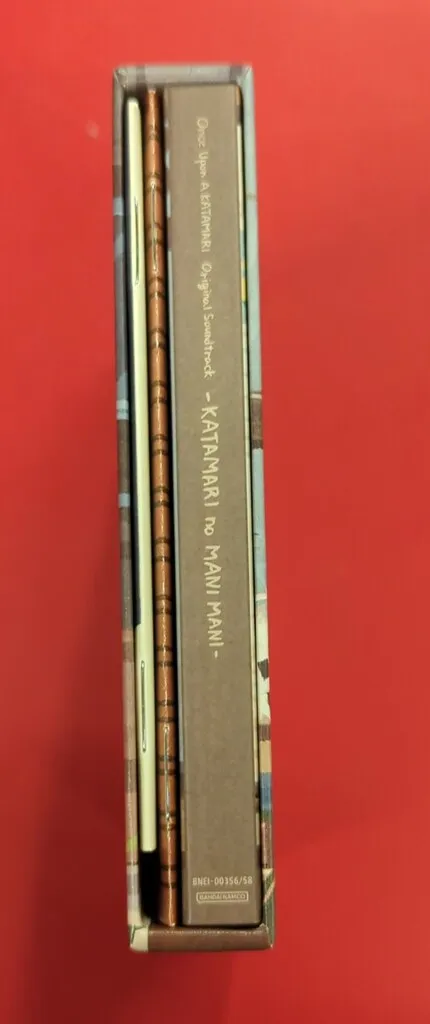 Once Upon A KATAMARI Original Soundtrack - KATAMARI no MANI MANI -
BNEI-00356/58
BANDAI NAMCO